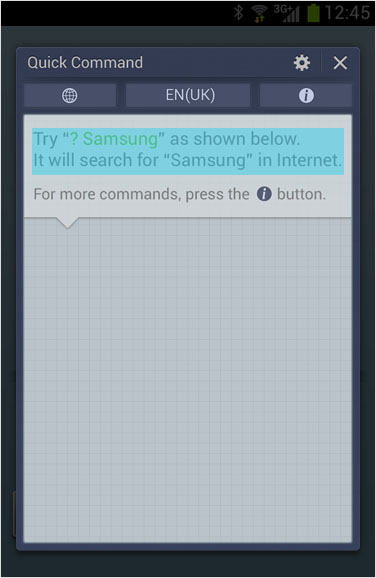 3G 12:45
Quick Command
EN(UK)
Try “? Samsung” as shown below.
It will search for “Samsung” in Internet.
For more commands, press the i button.